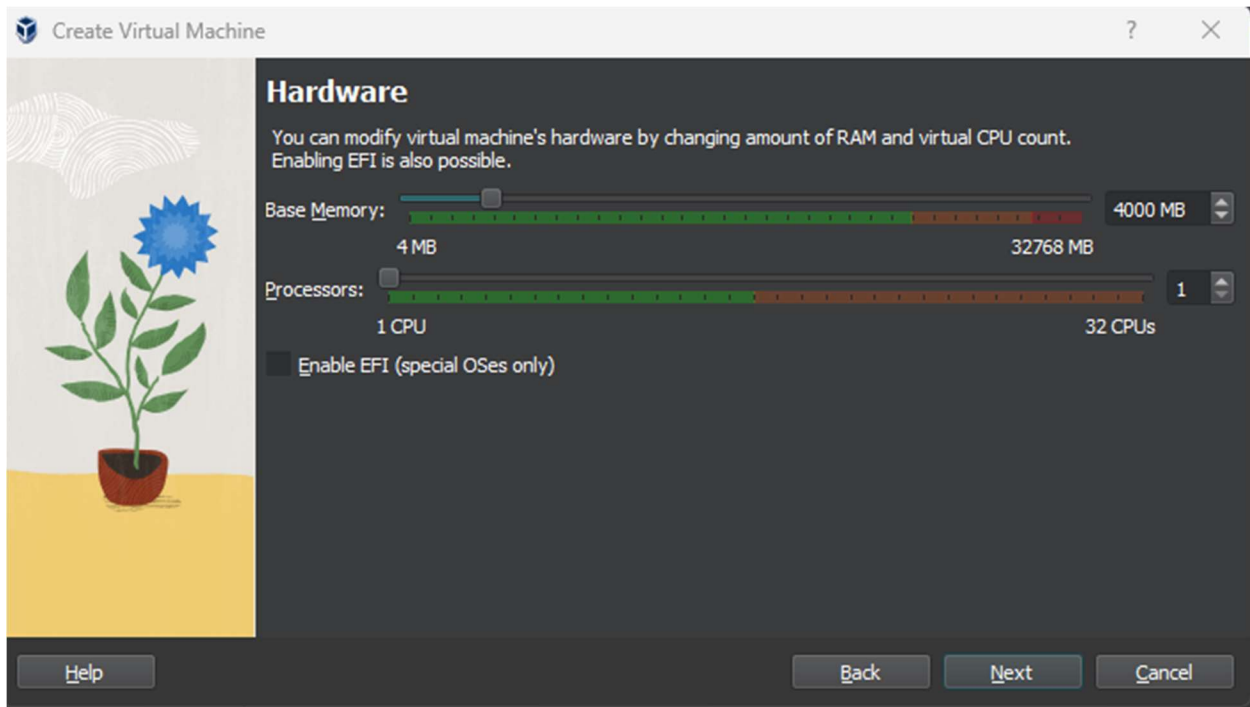 Create Virtual Machine
?
Hardware
You can modify virtual machine's hardware by changing amount of RAM and virtual CPU count.
Enabling EFI is also possible.
Base Memory: 4000 MB
4 MB 32768 MB
Processors: 1
1 CPU 32 CPUs
Enable EFI (special OSes only)
Help Back Next Cancel